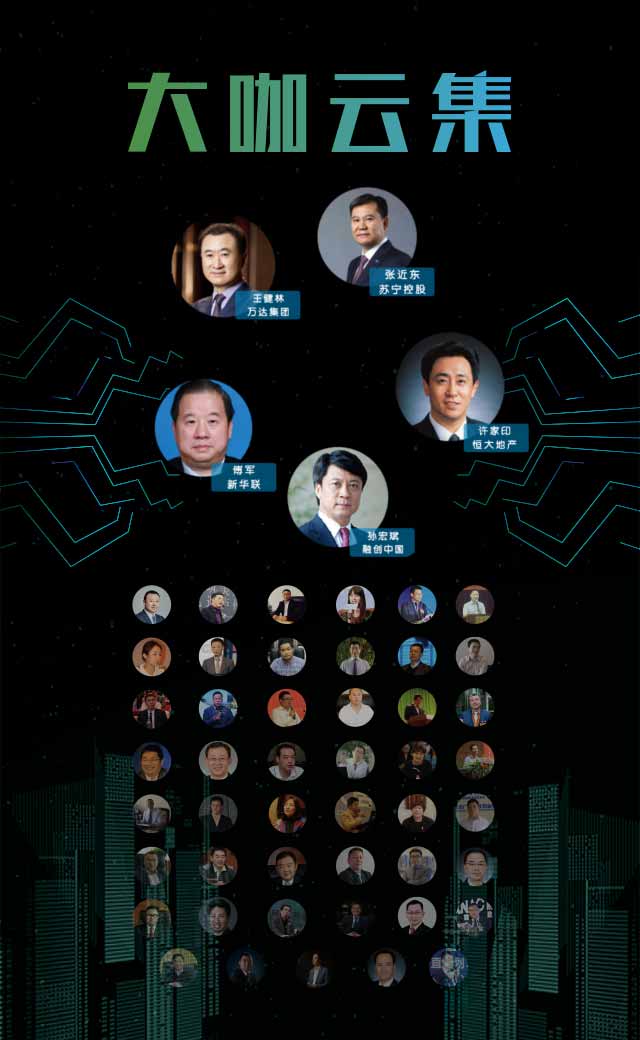 大咖云集
张近东
苏宁控股
王健林
万达集团
许家印
恒大地产
博军
新华联
孙宏斌
融创中国